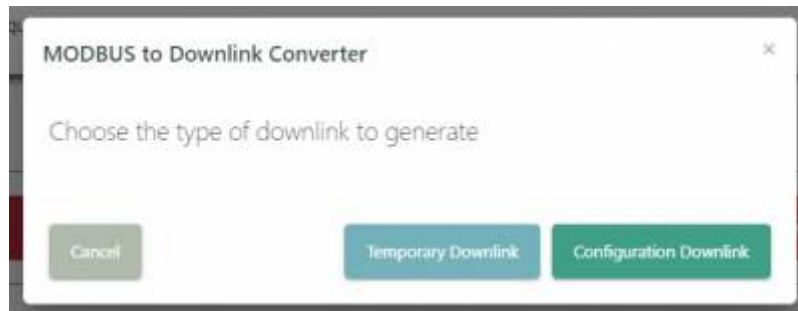 MODBUS to Downlink Converter
×
Choose the type of downlink to generate
Cancel
Temporary Downlink
Configuration Downlink